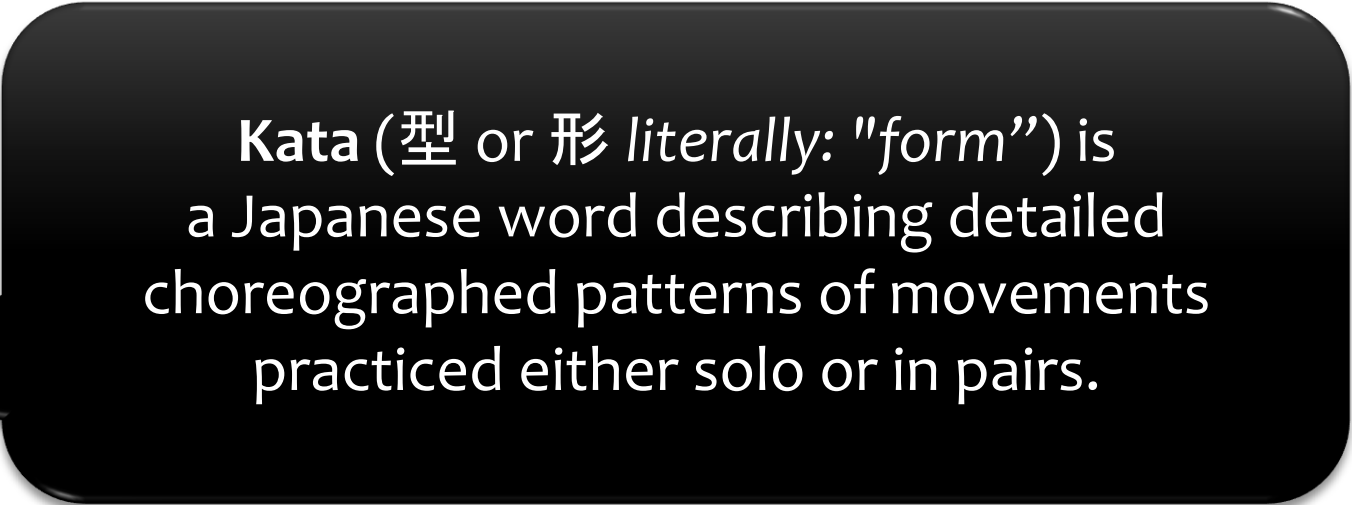 Kata (型 or 形 literally: "form”) is
a Japanese word describing detailed
choreographed patterns of movements
practiced either solo or in pairs.